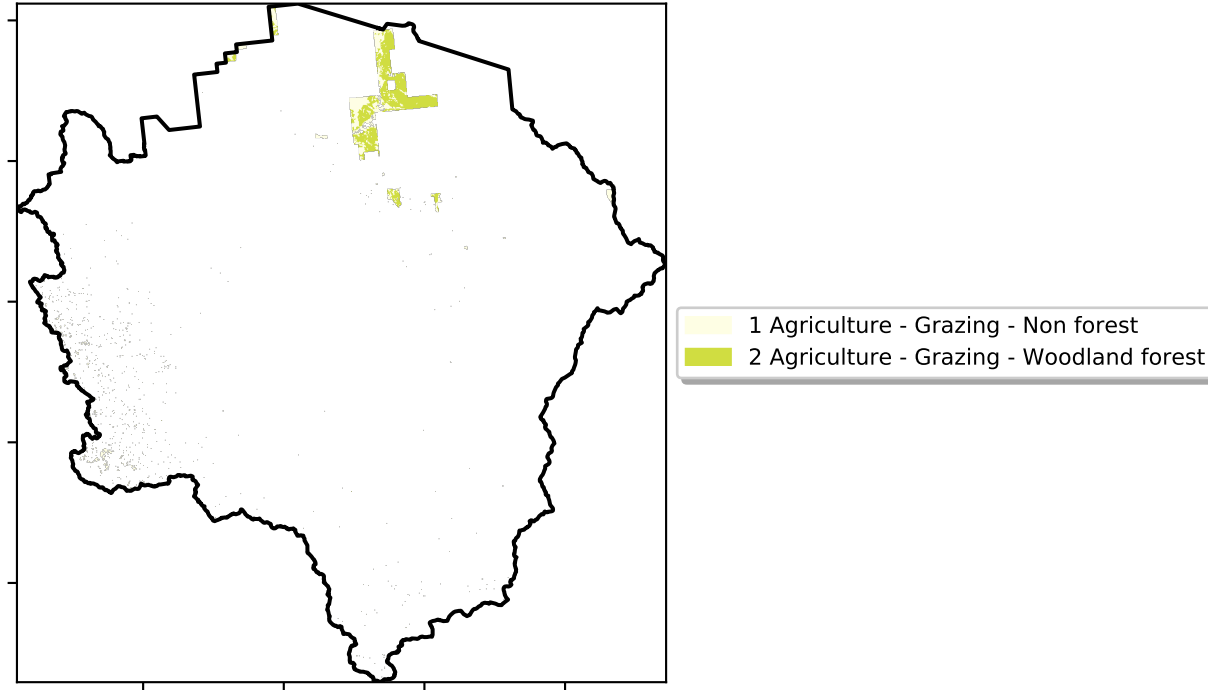 1 Agriculture - Grazing - Non forest
2 Agriculture - Grazing - Woodland forest